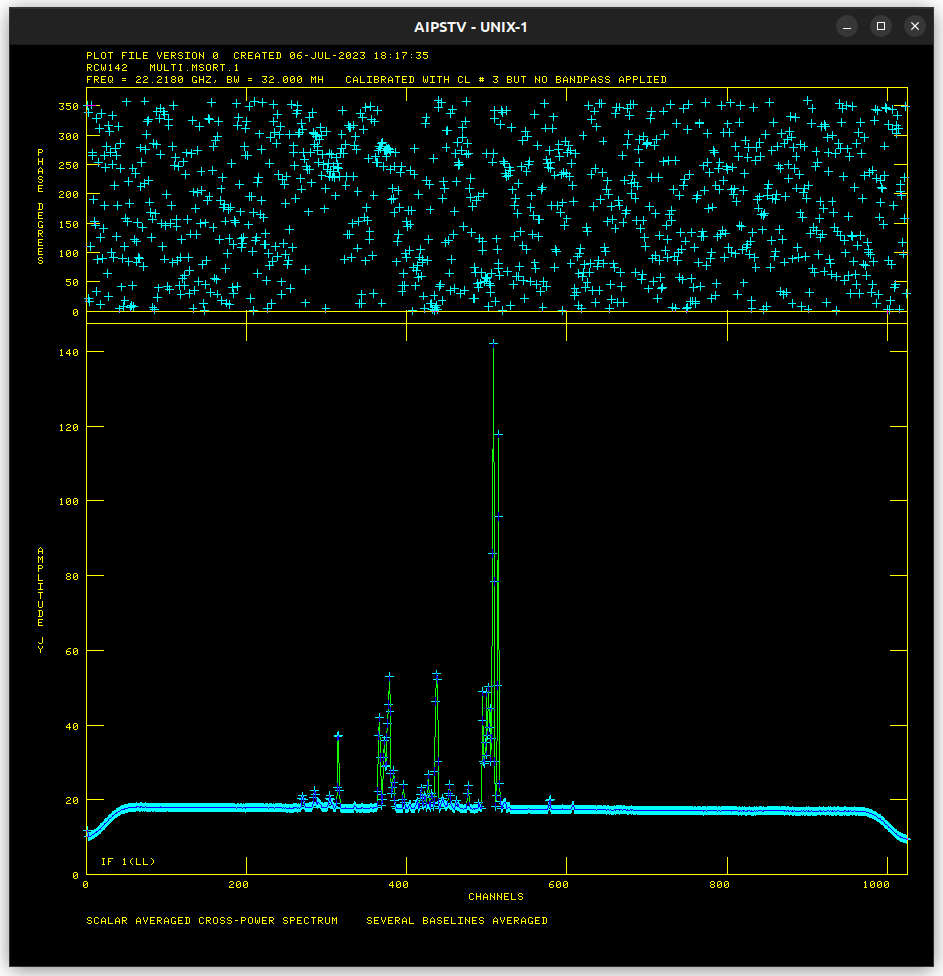 AIPSTV - UNIX-1
PLOT FILE VERSION 0 CREATED 06-JUL-2023 18:17:35
RCW142 MULTI.MSORT.1
FREQ = 22.2180 GHZ, BW = 32.000 MH CALIBRATED WITH CL # 3 BUT NO BANDPASS APPLIED
350
300
250
200
150
100
50
0
PHASE DEGREES
140
120
100
80
60
40
20
0
AMPLITUDE JY
IF 1(LL)
0 200 400 600 800 1000
CHANNELS
SCALAR AVERAGED CROSS-POWER SPECTRUM SEVERAL BASELINES AVERAGED